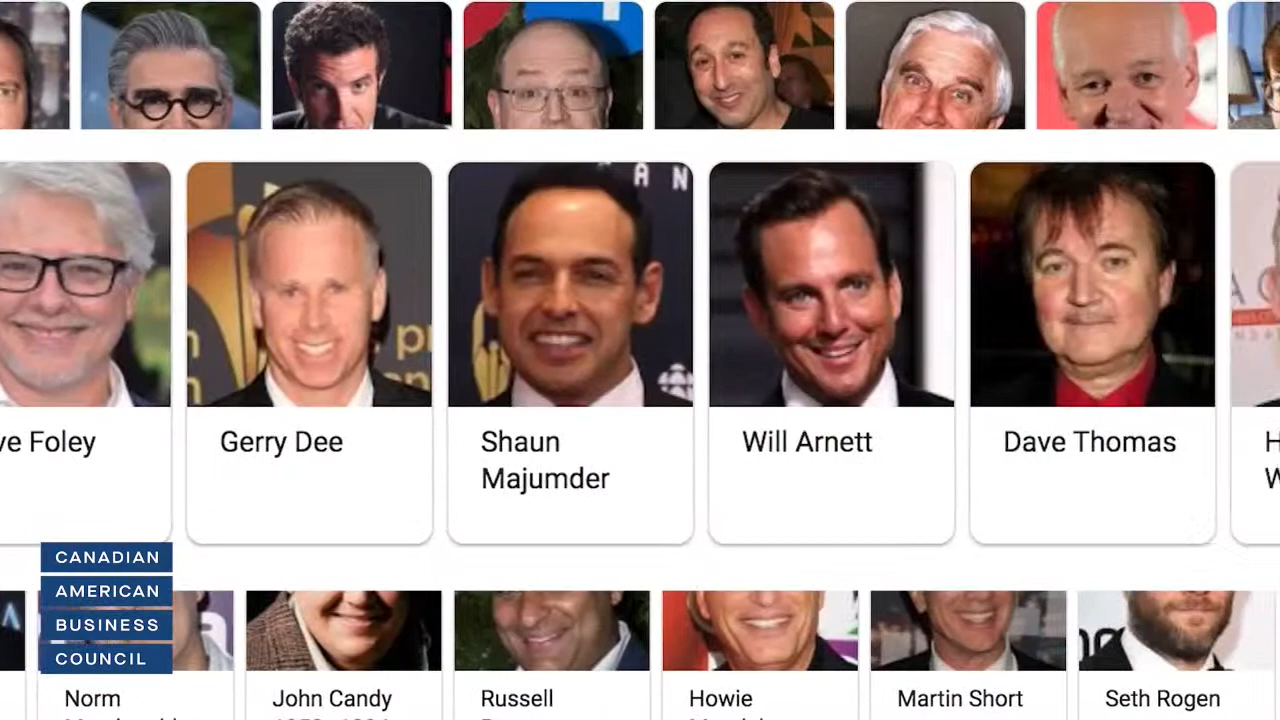 A N
ve Foley
Gerry Dee
Shaun
Majumder
Will Arnett
Dave Thomas
CANADIAN
AMERICAN
BUSINESS
COUNCIL
Norm
John Candy
Russell
Howie
Martin Short
Seth Rogen